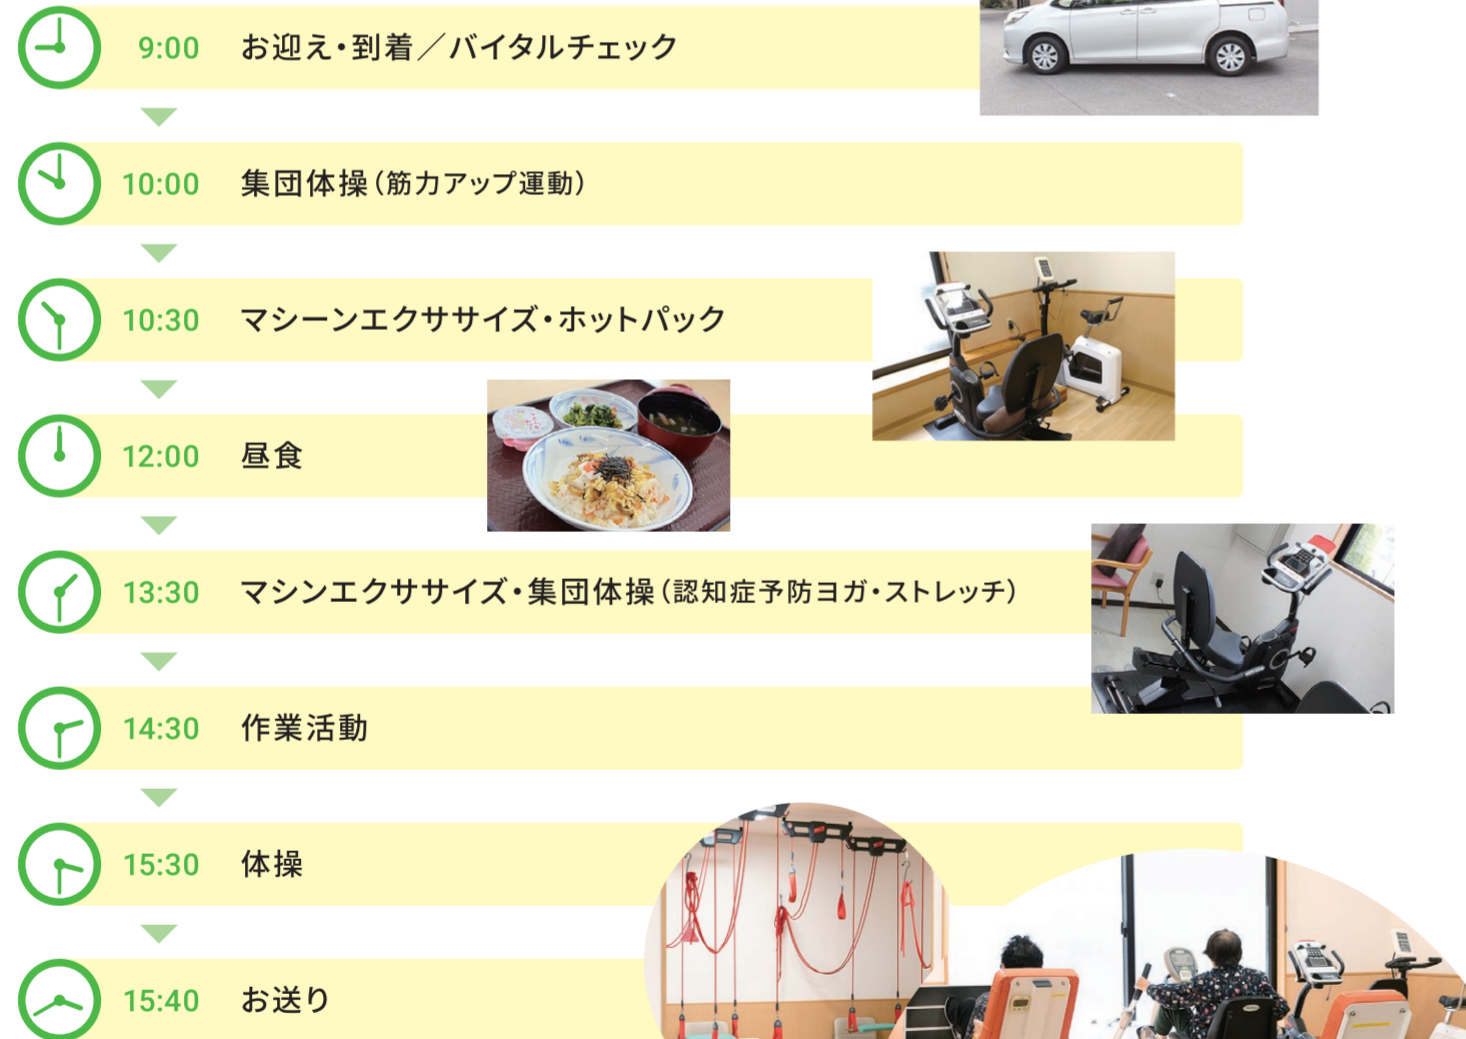 9:00 お迎え・到着／バイタルチェック
10:00 集団体操（筋力アップ運動）
10:30 マシーンエクササイズ・ホットパック
12:00 昼食
13:30 マシンエクササイズ・集団体操（認知症予防ヨガ・ストレッチ）
14:30 作業活動
15:30 体操
15:40 お送り